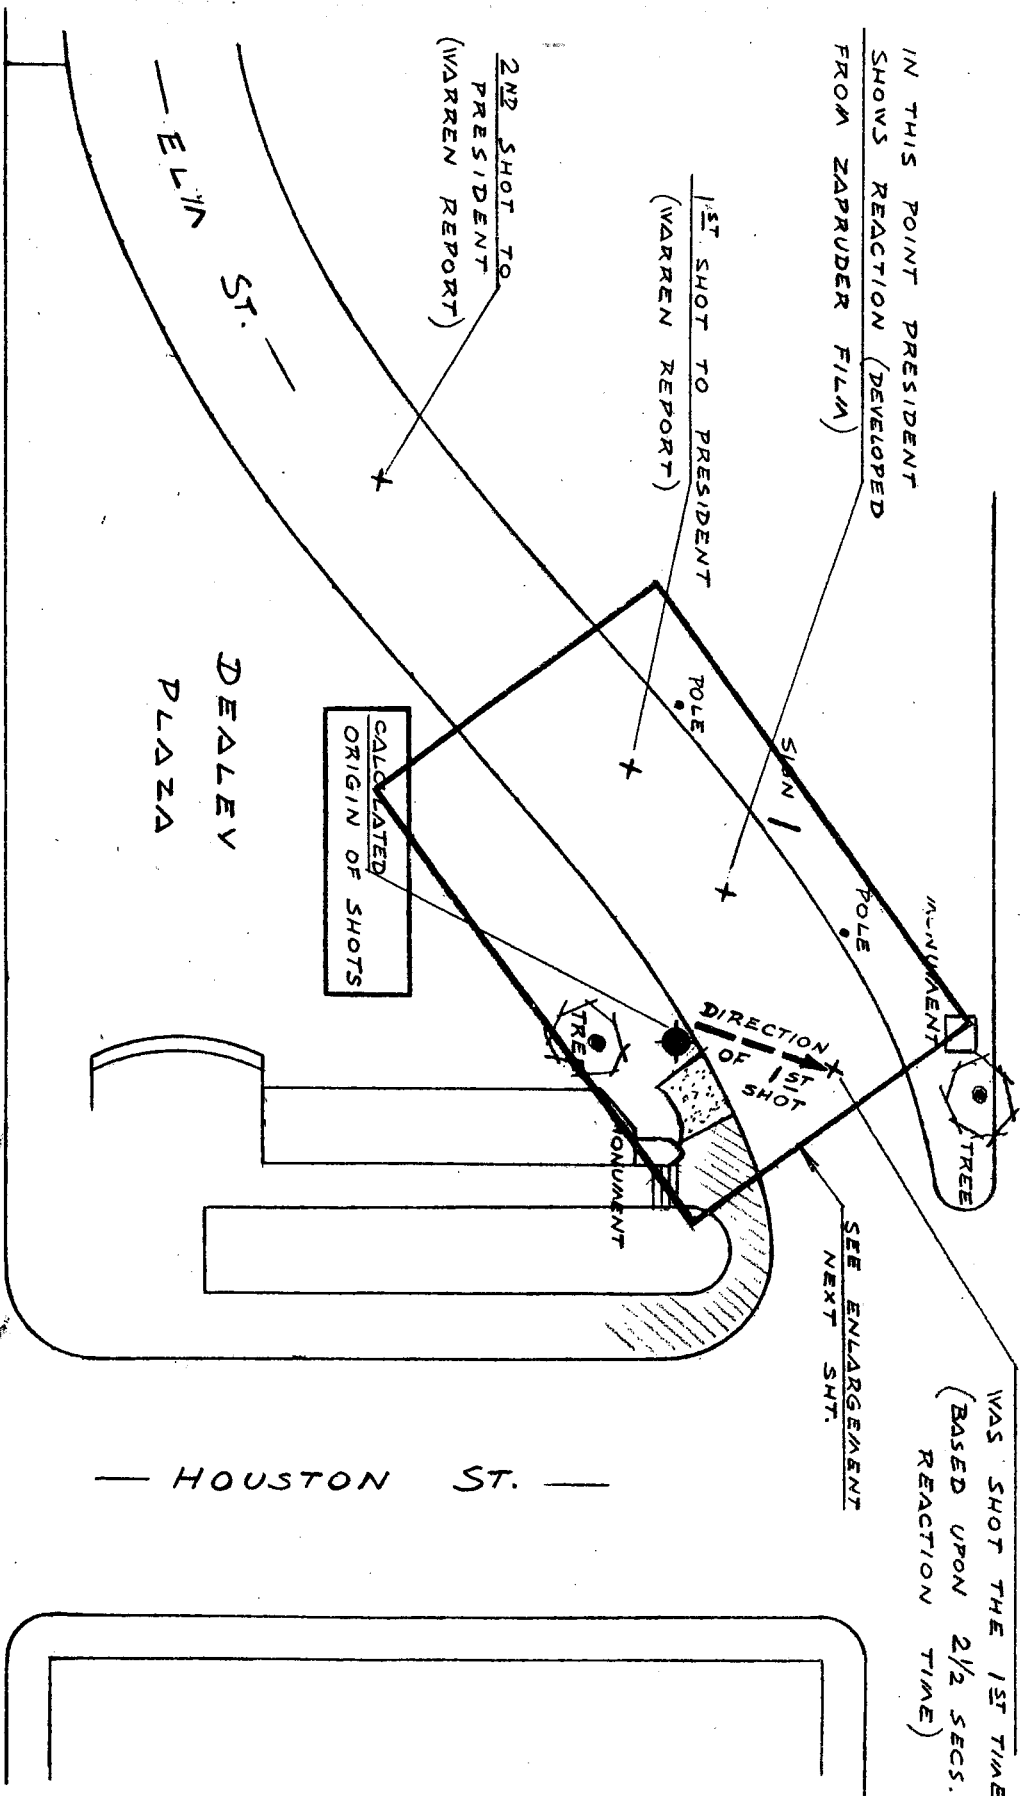 IN THIS POINT PRESIDENT
SHOWS REACTION (DEVELOPED
FROM ZAPRUDER FILM)
1ST SHOT TO PRESIDENT
(WARREN REPORT)
2ND SHOT TO
PRESIDENT
(WARREN REPORT)
— ELM ST. —
WAS SHOT THE 1ST TIME
(BASED UPON 2½ SECS.
REACTION TIME)
TREE
MONUMENT
POLE
SIGN
POLE
SEE ENLARGEMENT
NEXT SHT.
DIRECTION
OF 1ST
SHOT
TREE
MONUMENT
CALCULATED
ORIGIN OF SHOTS
DEALEY
PLAZA
— HOUSTON ST. —